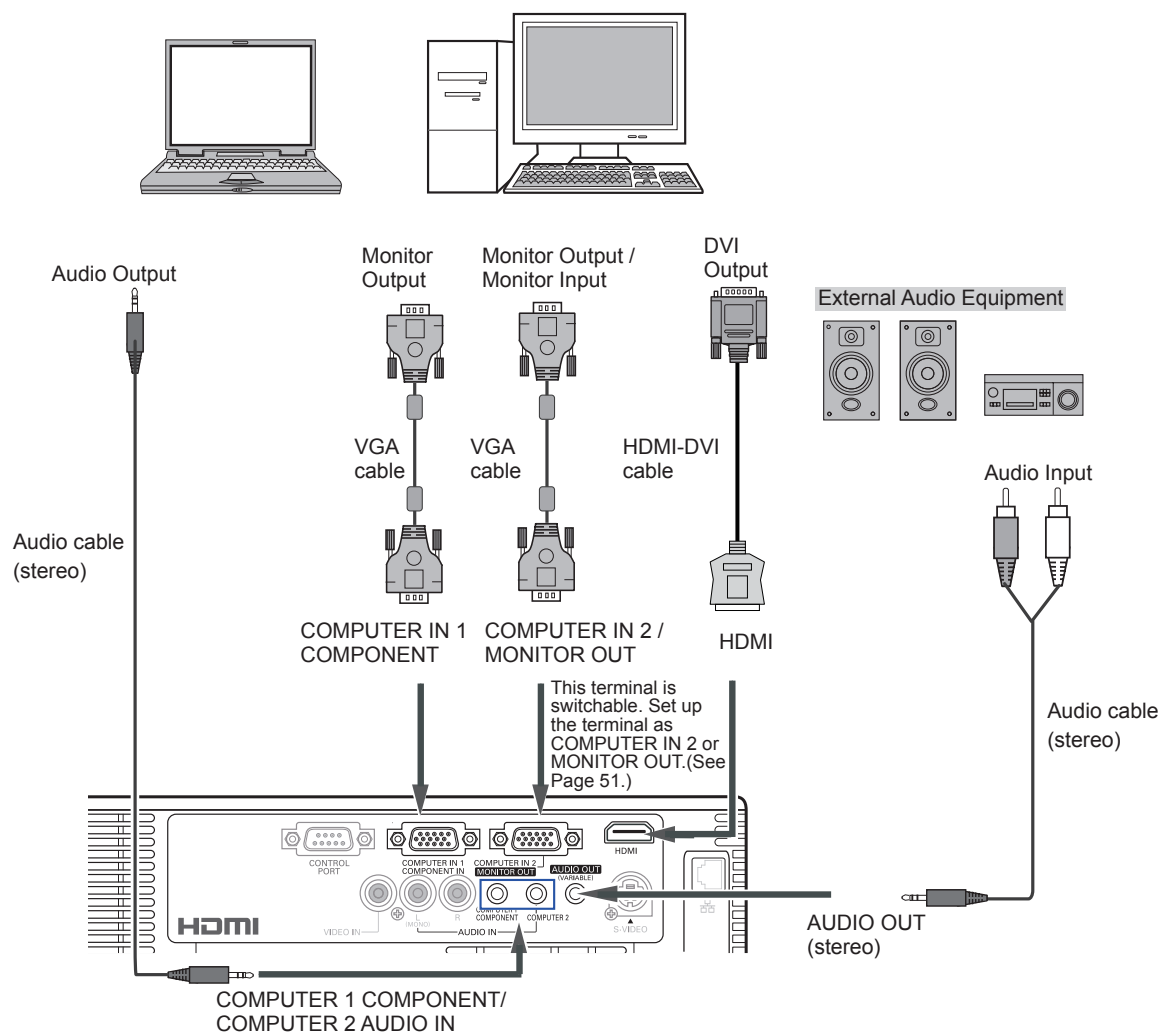 Audio Output
Monitor
Output
Monitor Output /
Monitor Input
DVI
Output
External Audio Equipment
VGA
cable
VGA
cable
HDMI-DVI
cable
Audio Input
Audio cable
(stereo)
COMPUTER IN 1
COMPONENT
COMPUTER IN 2 /
MONITOR OUT
HDMI
This terminal is
switchable. Set up
the terminal as
COMPUTER IN 2 or
MONITOR OUT.(See
Page 51.)
Audio cable
(stereo)
CONTROL
PORT
COMPUTER IN 1
COMPONENT IN
COMPUTER IN 2
MONITOR OUT
AUDIO OUT
(VARIABLE)
HDMI
HDMI
VIDEO IN
L
(MONO)
R
COMPUTER 1
COMPONENT
COMPUTER 2
AUDIO IN
S-VIDEO
AUDIO OUT
(stereo)
COMPUTER 1 COMPONENT/
COMPUTER 2 AUDIO IN